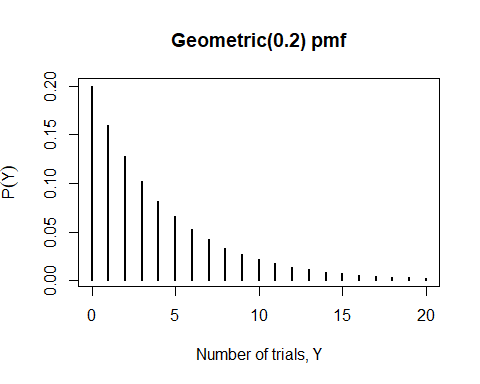 Geometric(0.2) pmf
P(Y)
0.20
0.15
0.10
0.05
0.00
0 5 10 15 20
Number of trials, Y